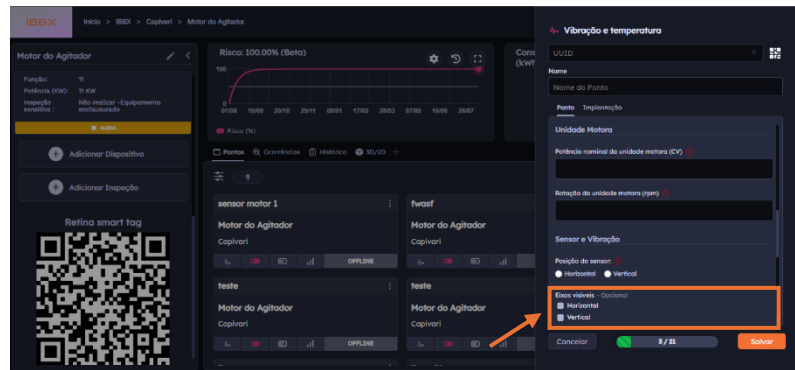 IBBX
Início > IBBX > Capivari > Motor do Agitador
Motor do Agitador
Função: 11
Potência (KW): 11 KW
Inspeção sensitiva : Não realizar -Equipamento enclausurado
Adicionar Dispositivo
Adicionar Inspeção
Retina smart tag
Risco: 100.00% (Beta)
100
0
01/08 10/09 20/10 29/11 08/01 17/02 28/03 07/05 16/06 26/07
Risco (%)
Cons
(kWh
Pontos Ocorrências Histórico 3D/2D +
9
sensor motor 1
Motor do Agitador
Capivari
OFFLINE
fwasf
Motor do Agitador
Capivari
teste
Motor do Agitador
Capivari
OFFLINE
teste
Motor do Agitador
Capivari
Vibração e temperatura
UUID
Nome
Nome do Ponto
Ponto Implantação
Unidade Motora
Potência nominal da unidade motora (CV)
Rotação da unidade motora (rpm)
Sensor e Vibração
Posição do sensor:
Horizontal Vertical
Eixos visíveis - Opcional
Horizontal
Vertical
Cancelar 3 / 21 Salvar